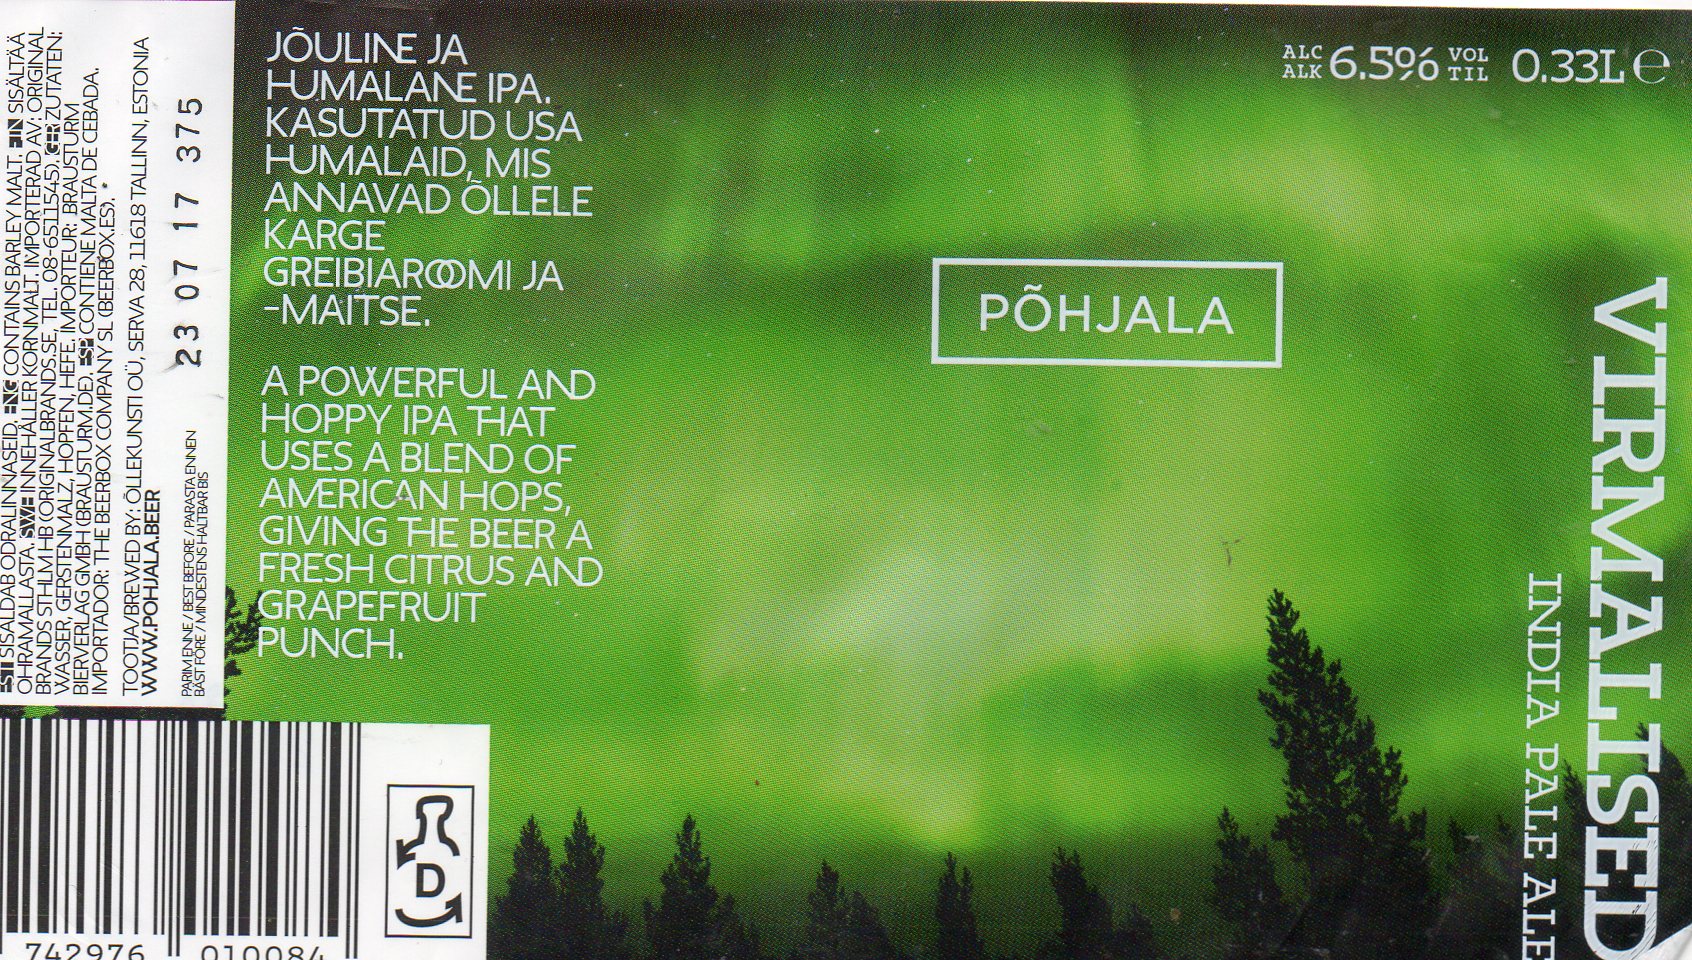 JÕULINE JA
HUMALANE IPA.
KASUTATUD USA
HUMALAID, MIS
ANNAVAD ÕLLELE
KARGE
GREIBIAROOMI JA
-MAITSE.
A POWERFUL AND
HOPPY IPA THAT
USES A BLEND OF
AMERICAN HOPS,
GIVING THE BEER A
FRESH CITRUS AND
GRAPEFRUIT
PUNCH.
PÕHJALA
ALC
ALK 6.5% VOL
TIL 0.33L ℮
VIRMALISED
INDIA PALE ALE
EST SISALDAB ODRALINNASEID. ENG CONTAINS BARLEY MALT. FIN SISÄLTÄÄ
OHRAMALLASTA. SWE INNEHÅLLER KORNMALT. IMPORTERAD AV: ORIGINAL
BRANDS STHLM HB (ORIGINALBRANDS.SE, TEL. 08-6511545). GER ZUTATEN:
WASSER, GERSTENMALZ, HOPFEN, HEFE. IMPORTEUR: BRAUSTURM
BIERVERLAG GMBH (BRAUSTURM.DE). ESP CONTIENE MALTA DE CEBADA.
IMPORTADOR: THE BEERBOX COMPANY SL (BEERBOX.ES).
TOOTJA/BREWED BY: ÕLLEKUNSTI OÜ, SERVA 28, 11618 TALLINN, ESTONIA
WWW.POHJALA.BEER
PARIM ENNE / BEST BEFORE / PARASTA ENNEN
BÄST FÖRE / MINDESTENS HALTBAR BIS
23 07 17 375
742976 010084
D